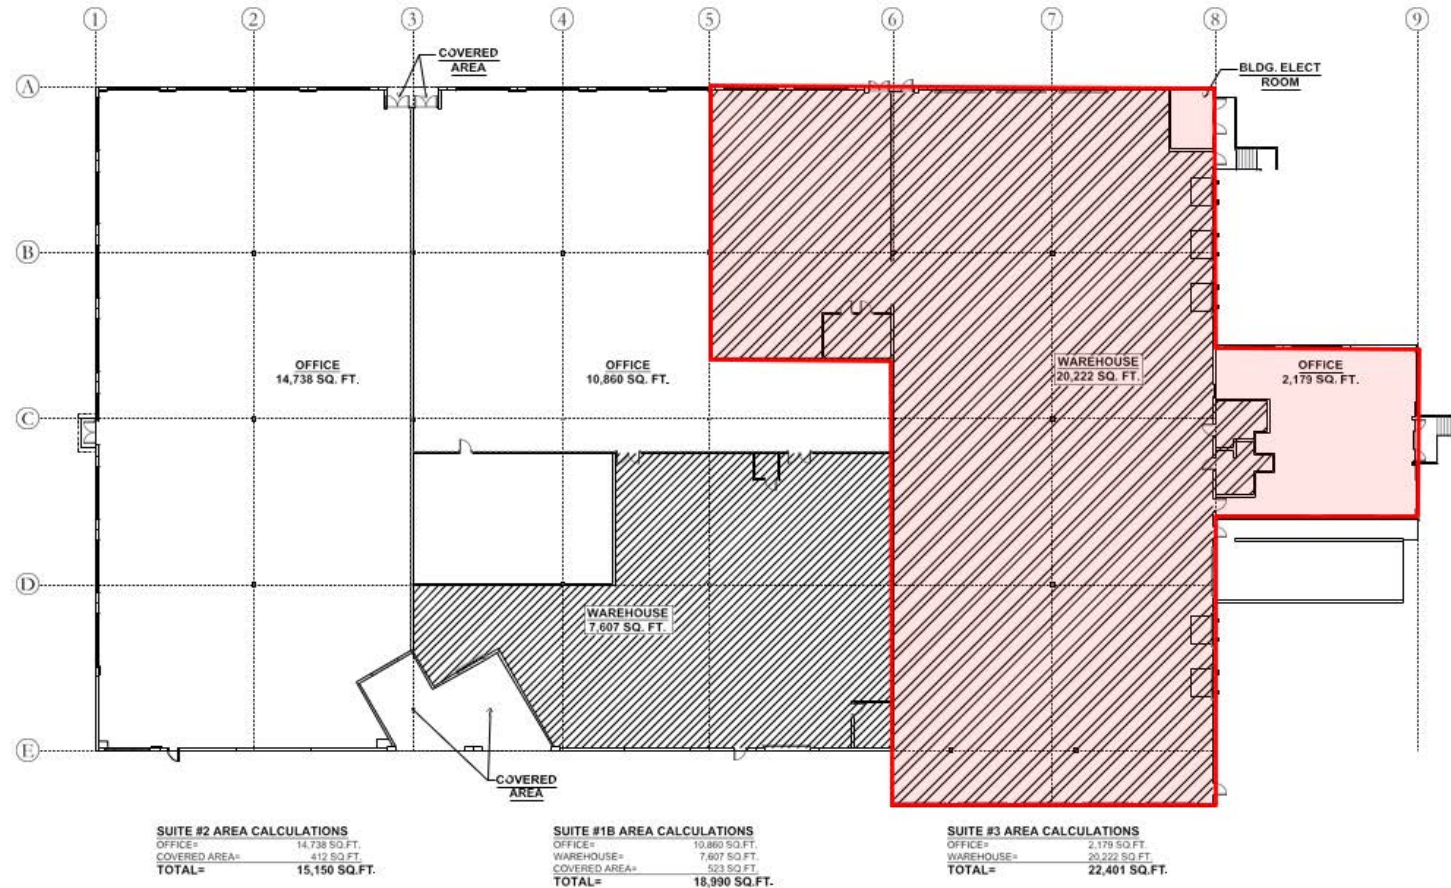 1 2 3 4 5 6 7 8 9
COVERED
AREA
BLDG. ELECT
ROOM
A
B
OFFICE
14,738 SQ. FT.
OFFICE
10,860 SQ. FT.
WAREHOUSE
20,222 SQ. FT.
OFFICE
2,179 SQ. FT.
C
D
WAREHOUSE
7,607 SQ. FT.
E
COVERED
AREA
SUITE #2 AREA CALCULATIONS
OFFICE= 14,738 SQ.FT.
COVERED AREA= 412 SQ.FT.
TOTAL= 15,150 SQ.FT.
SUITE #1B AREA CALCULATIONS
OFFICE= 10,860 SQ.FT.
WAREHOUSE= 7,607 SQ.FT.
COVERED AREA= 523 SQ.FT.
TOTAL= 18,990 SQ.FT.
SUITE #3 AREA CALCULATIONS
OFFICE= 2,179 SQ.FT.
WAREHOUSE= 20,222 SQ.FT.
TOTAL= 22,401 SQ.FT.